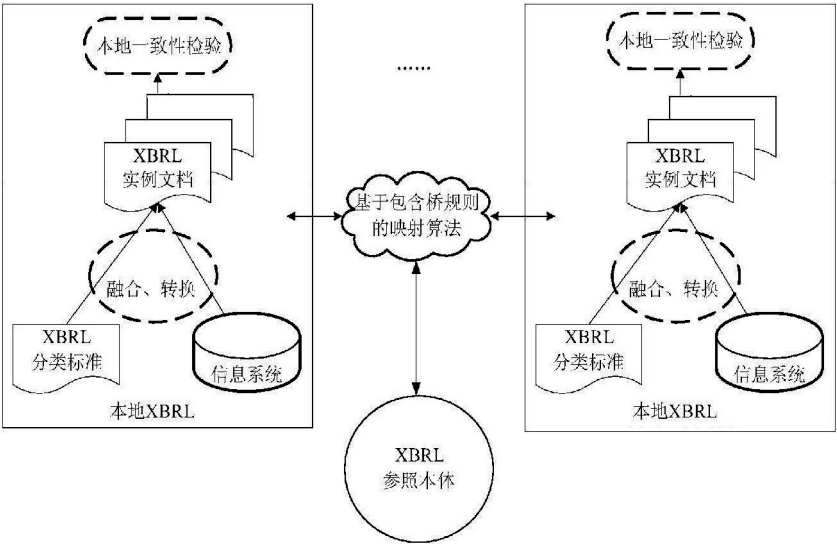 本地一致性检验
XBRL
实例文档
融合、转换
XBRL
分类标准
信息系统
本地XBRL
......
基于包含桥规则
的映射算法
XBRL
参照本体
本地一致性检验
XBRL
实例文档
融合、转换
XBRL
分类标准
信息系统
本地XBRL